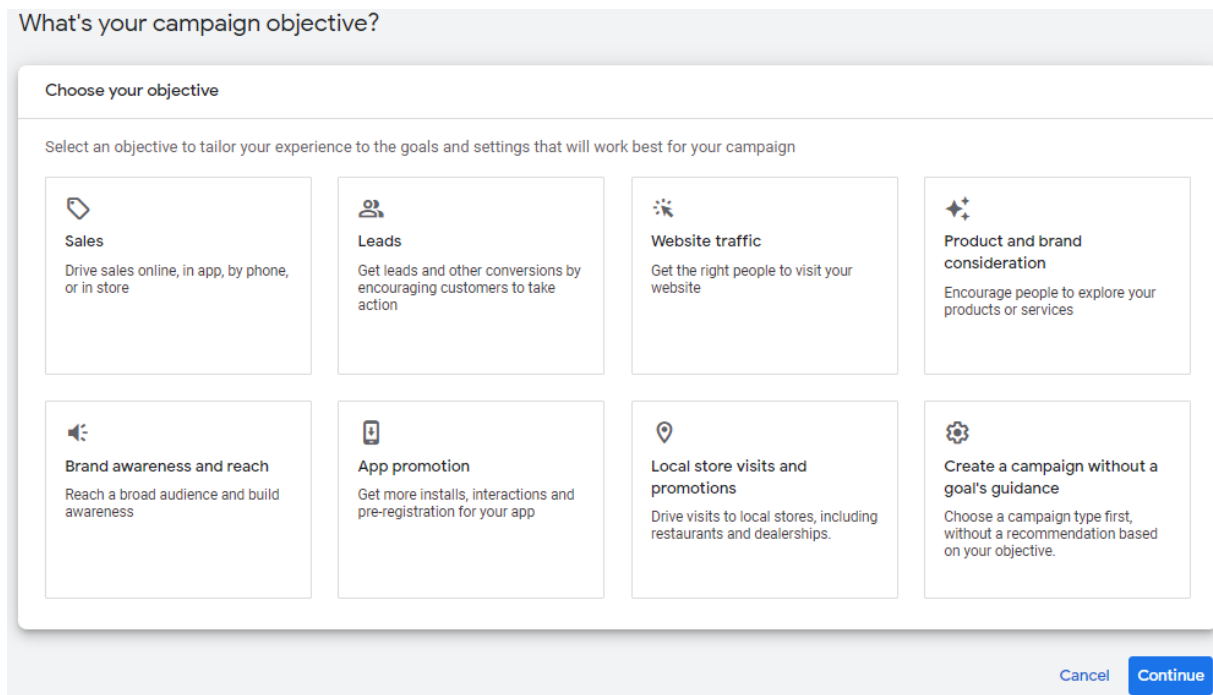 What's your campaign objective?
Choose your objective
Select an objective to tailor your experience to the goals and settings that will work best for your campaign
Sales
Drive sales online, in app, by phone,
or in store
Leads
Get leads and other conversions by
encouraging customers to take
action
Website traffic
Get the right people to visit your
website
Product and brand
consideration
Encourage people to explore your
products or services
Brand awareness and reach
Reach a broad audience and build
awareness
App promotion
Get more installs, interactions and
pre-registration for your app
Local store visits and
promotions
Drive visits to local stores, including
restaurants and dealerships.
Create a campaign without a
goal's guidance
Choose a campaign type first,
without a recommendation based
on your objective.
Cancel
Continue